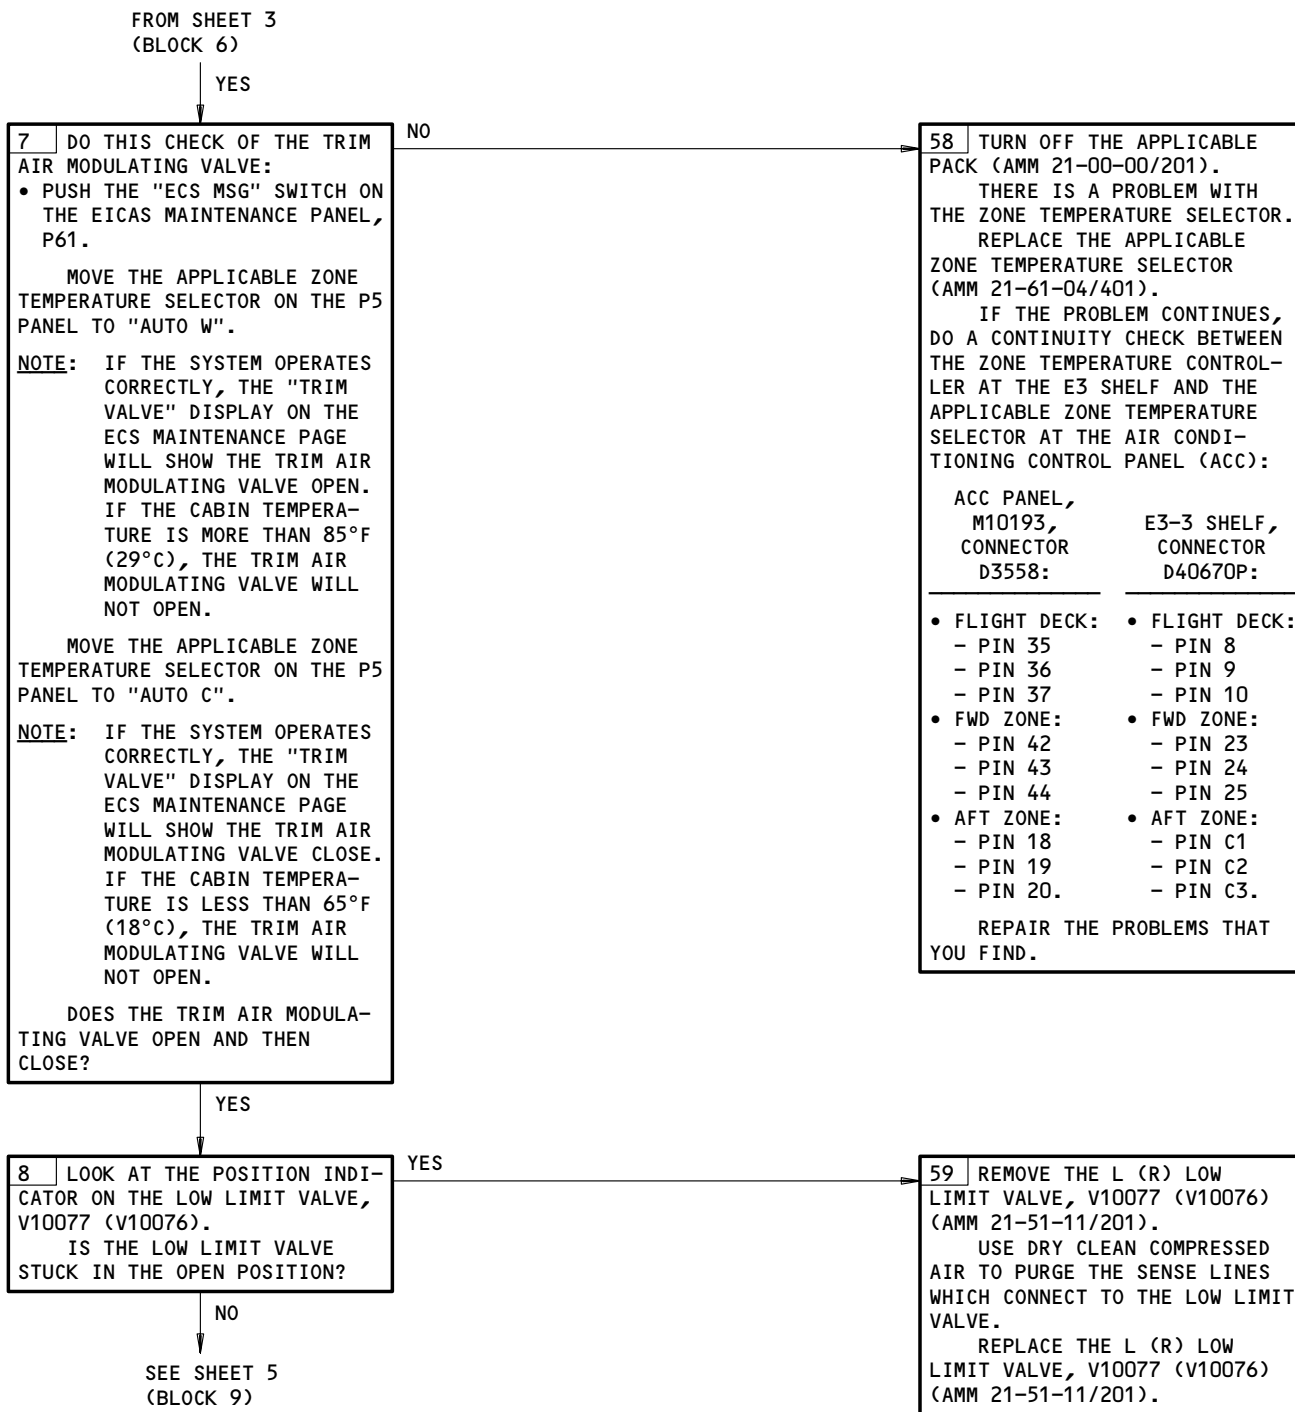 FROM SHEET 3
(BLOCK 6)
YES
7 DO THIS CHECK OF THE TRIM
AIR MODULATING VALVE:
• PUSH THE "ECS MSG" SWITCH ON
THE EICAS MAINTENANCE PANEL,
P61.
MOVE THE APPLICABLE ZONE
TEMPERATURE SELECTOR ON THE P5
PANEL TO "AUTO W".
NOTE: IF THE SYSTEM OPERATES
CORRECTLY, THE "TRIM
VALVE" DISPLAY ON THE
ECS MAINTENANCE PAGE
WILL SHOW THE TRIM AIR
MODULATING VALVE OPEN.
IF THE CABIN TEMPERA-
TURE IS MORE THAN 85°F
(29°C), THE TRIM AIR
MODULATING VALVE WILL
NOT OPEN.
MOVE THE APPLICABLE ZONE
TEMPERATURE SELECTOR ON THE P5
PANEL TO "AUTO C".
NOTE: IF THE SYSTEM OPERATES
CORRECTLY, THE "TRIM
VALVE" DISPLAY ON THE
ECS MAINTENANCE PAGE
WILL SHOW THE TRIM AIR
MODULATING VALVE CLOSE.
IF THE CABIN TEMPERA-
TURE IS LESS THAN 65°F
(18°C), THE TRIM AIR
MODULATING VALVE WILL
NOT OPEN.
DOES THE TRIM AIR MODULA-
TING VALVE OPEN AND THEN
CLOSE?
NO
58 TURN OFF THE APPLICABLE
PACK (AMM 21-00-00/201).
THERE IS A PROBLEM WITH
THE ZONE TEMPERATURE SELECTOR.
REPLACE THE APPLICABLE
ZONE TEMPERATURE SELECTOR
(AMM 21-61-04/401).
IF THE PROBLEM CONTINUES,
DO A CONTINUITY CHECK BETWEEN
THE ZONE TEMPERATURE CONTROL-
LER AT THE E3 SHELF AND THE
APPLICABLE ZONE TEMPERATURE
SELECTOR AT THE AIR CONDI-
TIONING CONTROL PANEL (ACC):
ACC PANEL,
M10193, E3-3 SHELF,
CONNECTOR CONNECTOR
D3558: D40670P:
• FLIGHT DECK: • FLIGHT DECK:
- PIN 35 - PIN 8
- PIN 36 - PIN 9
- PIN 37 - PIN 10
• FWD ZONE: • FWD ZONE:
- PIN 42 - PIN 23
- PIN 43 - PIN 24
- PIN 44 - PIN 25
• AFT ZONE: • AFT ZONE:
- PIN 18 - PIN C1
- PIN 19 - PIN C2
- PIN 20. - PIN C3.
REPAIR THE PROBLEMS THAT
YOU FIND.
YES
8 LOOK AT THE POSITION INDI-
CATOR ON THE LOW LIMIT VALVE,
V10077 (V10076).
IS THE LOW LIMIT VALVE
STUCK IN THE OPEN POSITION?
YES
59 REMOVE THE L (R) LOW
LIMIT VALVE, V10077 (V10076)
(AMM 21-51-11/201).
USE DRY CLEAN COMPRESSED
AIR TO PURGE THE SENSE LINES
WHICH CONNECT TO THE LOW LIMIT
VALVE.
REPLACE THE L (R) LOW
LIMIT VALVE, V10077 (V10076)
(AMM 21-51-11/201).
NO
SEE SHEET 5
(BLOCK 9)